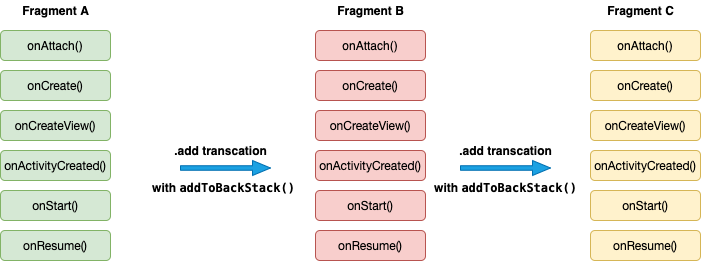 Fragment A
onAttach()
onCreate()
onCreateView()
onActivityCreated()
onStart()
onResume()
.add transcation
with addToBackStack()
Fragment B
onAttach()
onCreate()
onCreateView()
onActivityCreated()
onStart()
onResume()
.add transcation
with addToBackStack()
Fragment C
onAttach()
onCreate()
onCreateView()
onActivityCreated()
onStart()
onResume()